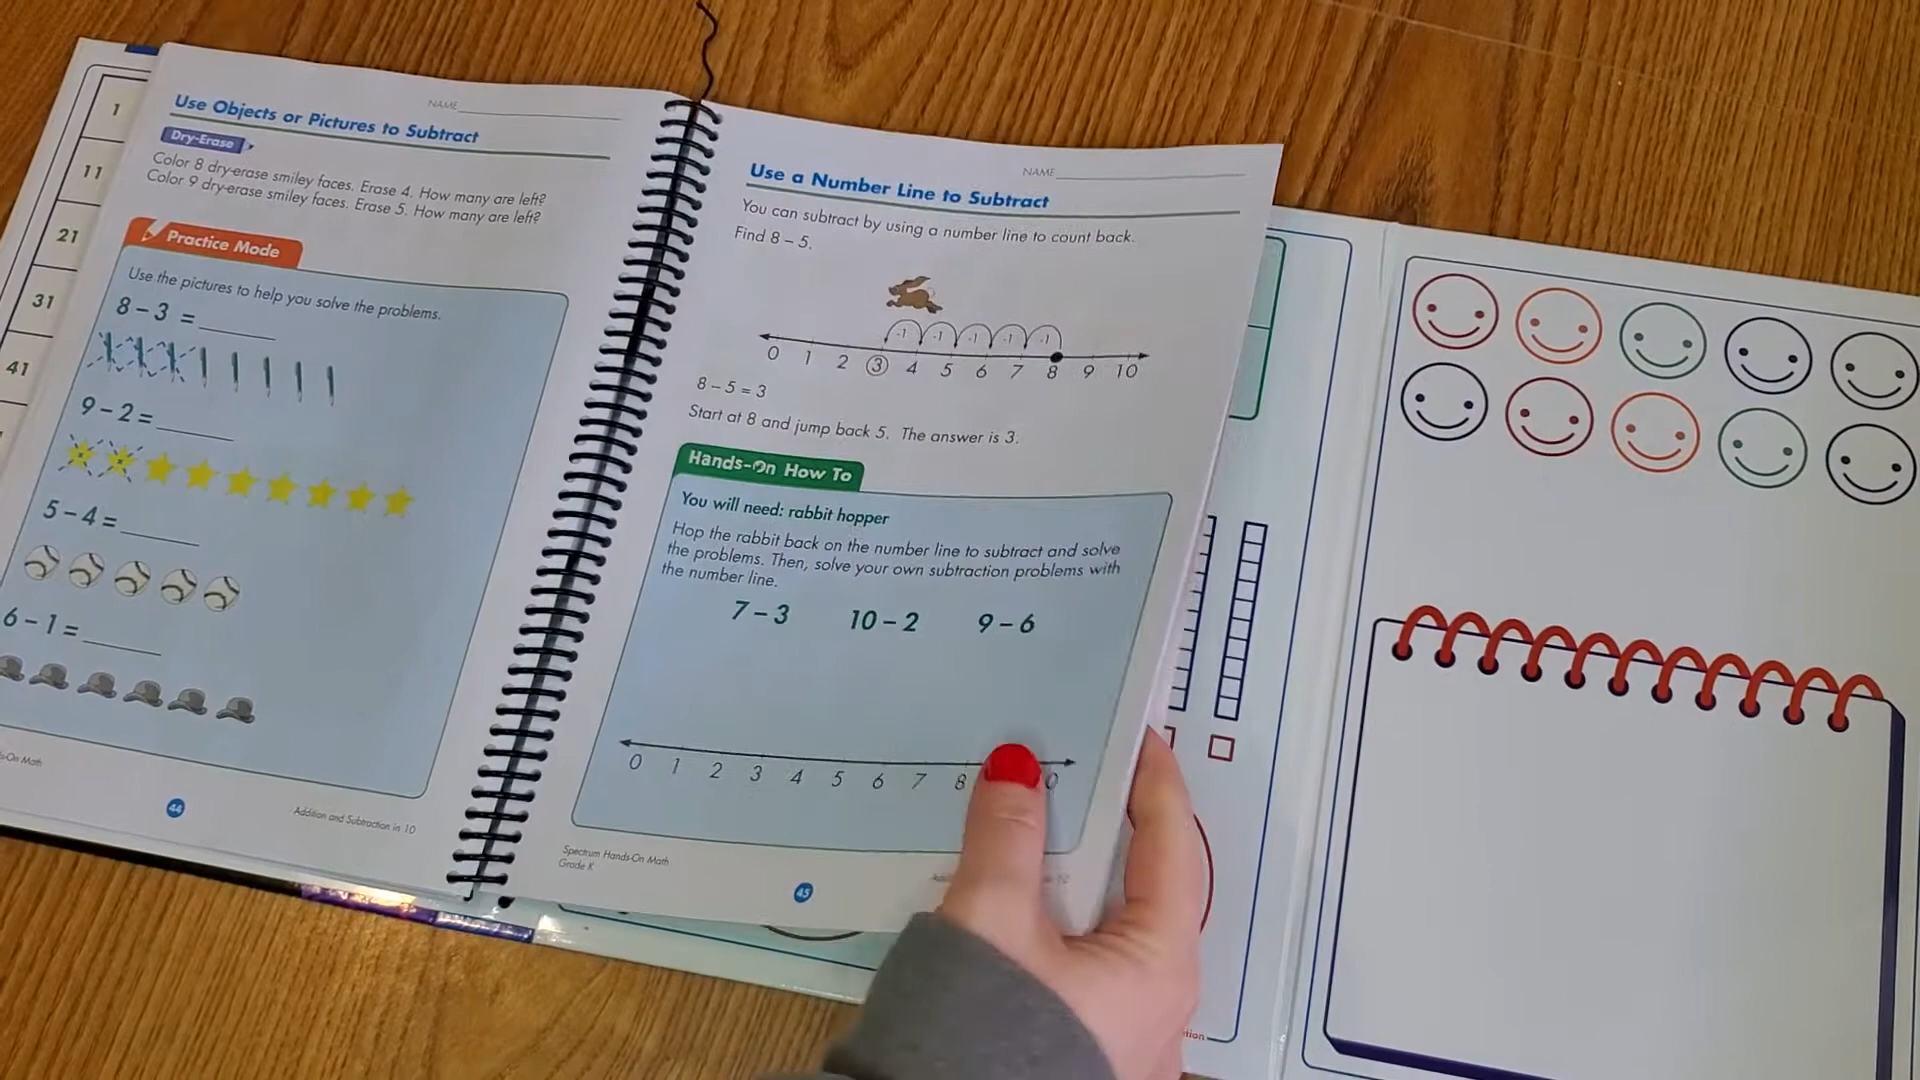 1
11
21
31
41
NAME
Use Objects or Pictures to Subtract
Dry-Erase
Color 8 dry-erase smiley faces. Erase 4. How many are left?
Color 9 dry-erase smiley faces. Erase 5. How many are left?
Practice Mode
Use the pictures to help you solve the problems.
8 – 3 =
9 – 2 =
5 – 4 =
6 – 1 =
s-On Math
44
Addition and Subtraction in 10
NAME
Use a Number Line to Subtract
You can subtract by using a number line to count back.
Find 8 – 5.
-1 -1 -1 -1 -1
0 1 2 3 4 5 6 7 8 9 10
8 – 5 = 3
Start at 8 and jump back 5. The answer is 3.
Hands-On How To
You will need: rabbit hopper
Hop the rabbit back on the number line to subtract and solve
the problems. Then, solve your own subtraction problems with
the number line.
7 – 3 10 – 2 9 – 6
0 1 2 3 4 5 6 7 8 0
Spectrum Hands-On Math
Grade K
45